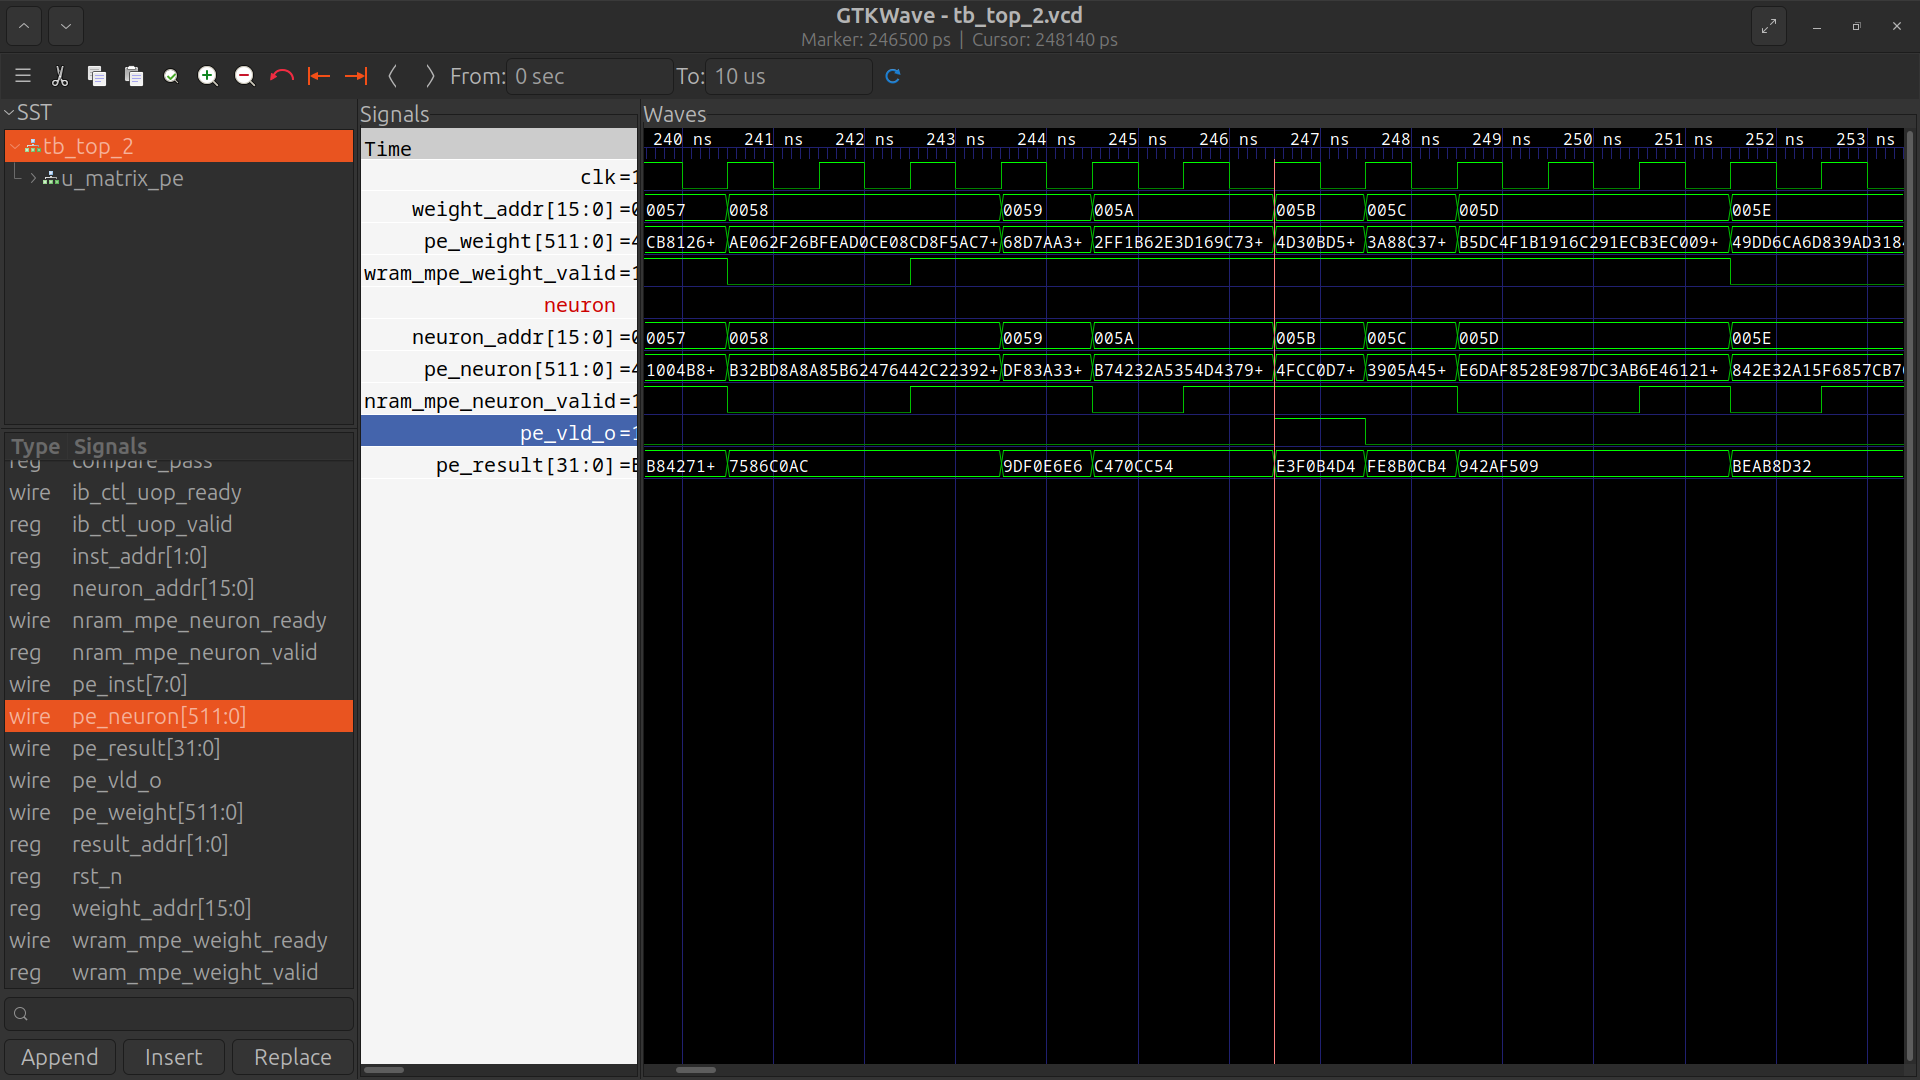 GTKWave - tb_top_2.vcd
Marker: 246500 ps | Cursor: 248140 ps
From: 0 sec To: 10 us
SST
tb_top_2
u_matrix_pe
Type Signals
reg compare_pass
wire ib_ctl_uop_ready
reg ib_ctl_uop_valid
reg inst_addr[1:0]
reg neuron_addr[15:0]
wire nram_mpe_neuron_ready
reg nram_mpe_neuron_valid
wire pe_inst[7:0]
wire pe_neuron[511:0]
wire pe_result[31:0]
wire pe_vld_o
wire pe_weight[511:0]
reg result_addr[1:0]
reg rst_n
reg weight_addr[15:0]
wire wram_mpe_weight_ready
reg wram_mpe_weight_valid
Append Insert Replace
Signals
Time
clk=1
weight_addr[15:0]=0
pe_weight[511:0]=4
wram_mpe_weight_valid=1
neuron
neuron_addr[15:0]=0
pe_neuron[511:0]=4
nram_mpe_neuron_valid=1
pe_vld_o=1
pe_result[31:0]=E
Waves
240 ns 241 ns 242 ns 243 ns 244 ns 245 ns 246 ns 247 ns 248 ns 249 ns 250 ns 251 ns 252 ns 253 ns
0057 0058 0059 005A 005B 005C 005D 005E
CB8126+ AE062F26BFEAD0CE08CD8F5AC7+ 68D7AA3+ 2FF1B62E3D169C73+ 4D30BD5+ 3A88C37+ B5DC4F1B1916C291ECB3EC009+ 49DD6CA6D839AD318
0057 0058 0059 005A 005B 005C 005D 005E
1004B8+ B32BD8A8A85B62476442C22392+ DF83A33+ B74232A5354D4379+ 4FCC0D7+ 3905A45+ E6DAF8528E987DC3AB6E46121+ 842E32A15F6857CB7
B84271+ 7586C0AC 9DF0E6E6 C470CC54 E3F0B4D4 FE8B0CB4 942AF509 BEAB8D32